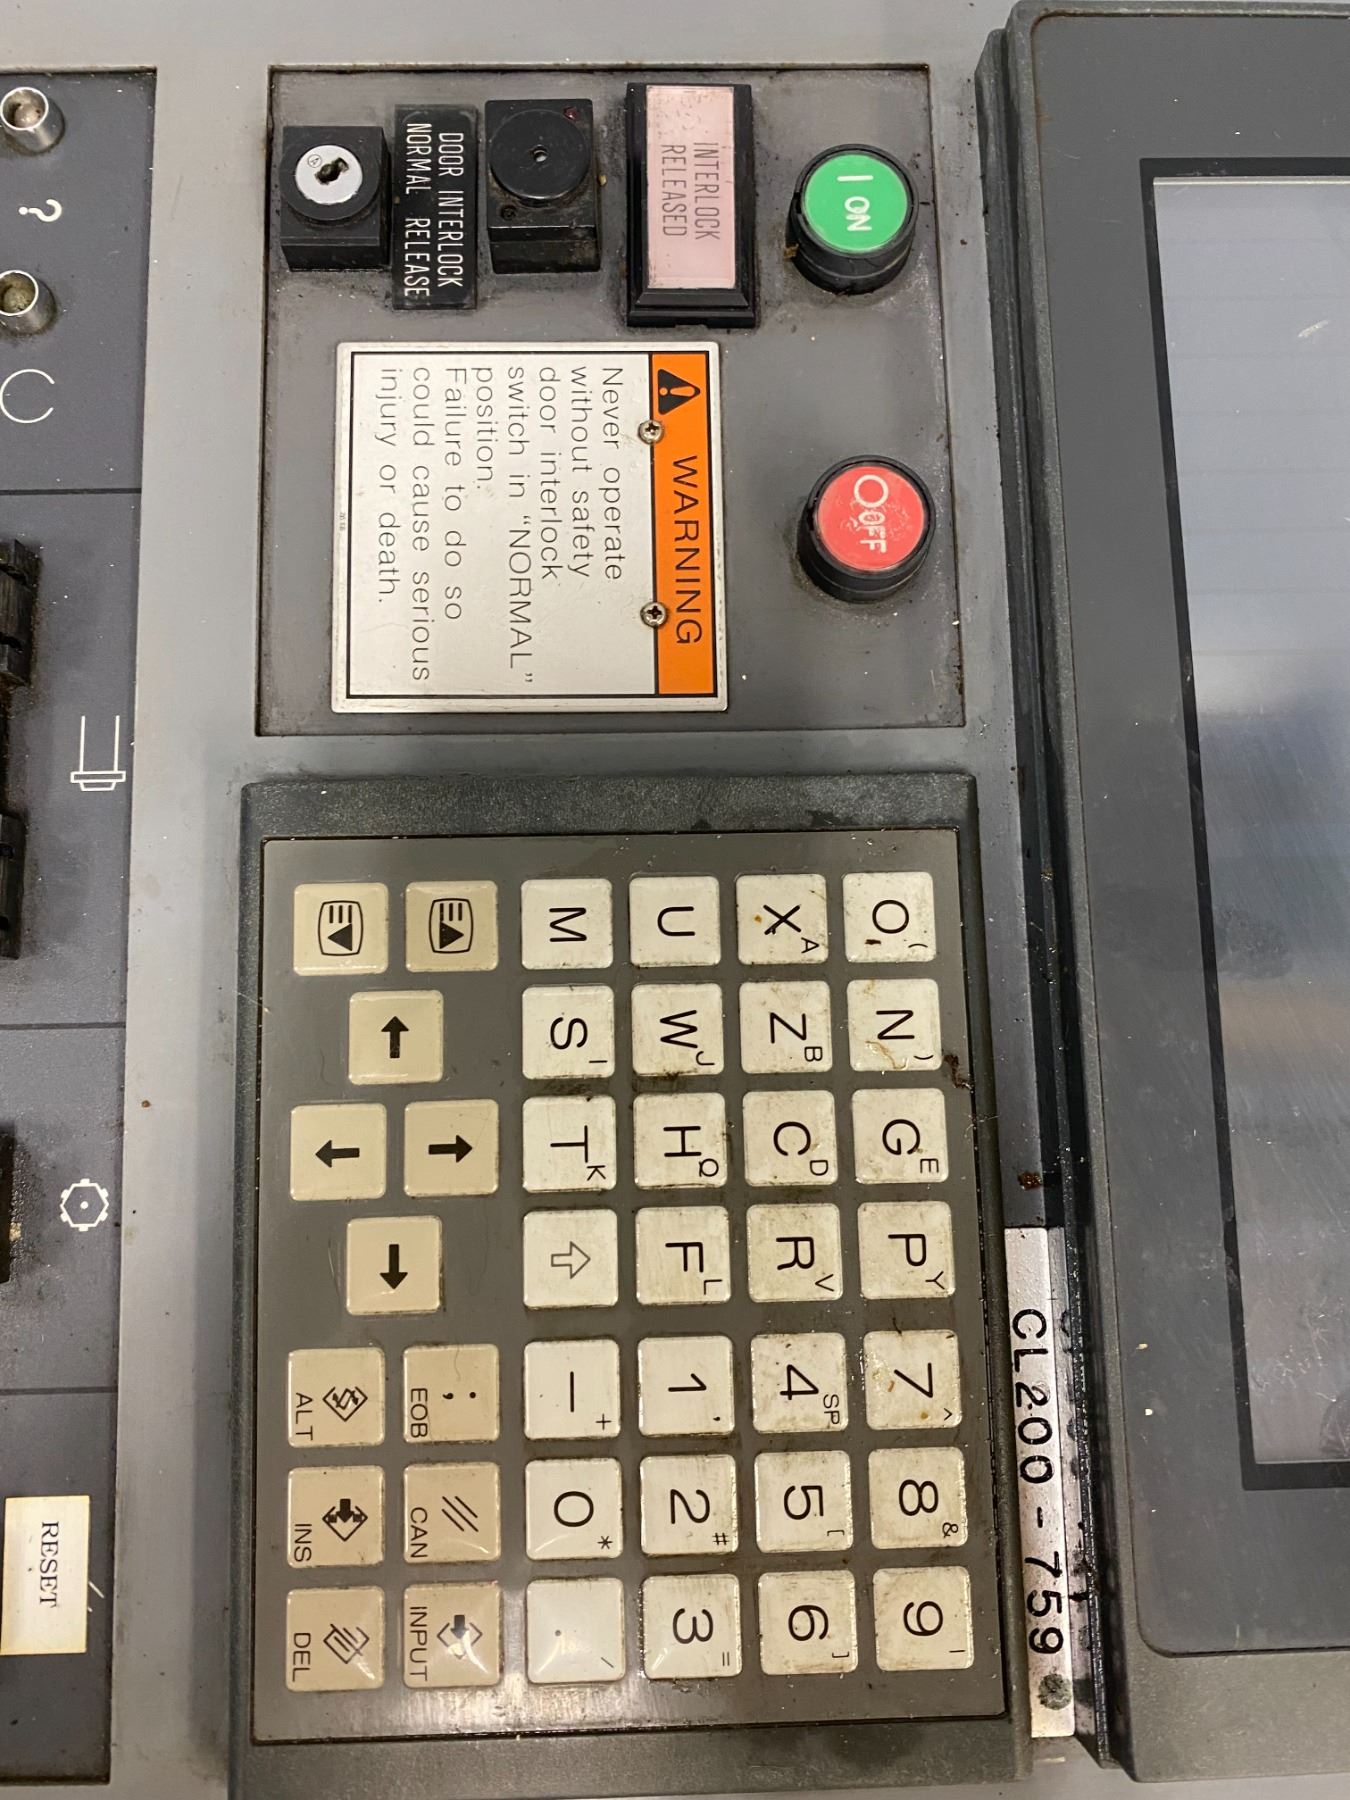 I ON
O OFF
INTERLOCK
RELEASED
DOOR INTERLOCK
NORMAL RELEASE
WARNING
Never operate
without safety
door interlock
switch in “NORMAL”
position.
Failure to do so
could cause serious
injury or death.
CL200 - 759
O ( N ) G E P Y 7 ^ 8 & 9 |
X A Z B C D R V 4 SP 5 [ 6 ]
U W J H Q F L 1 , 2 # 3 =
M S I T K - + 0 * . /
; EOB CAN INPUT
ALT INS DEL
?
RESET